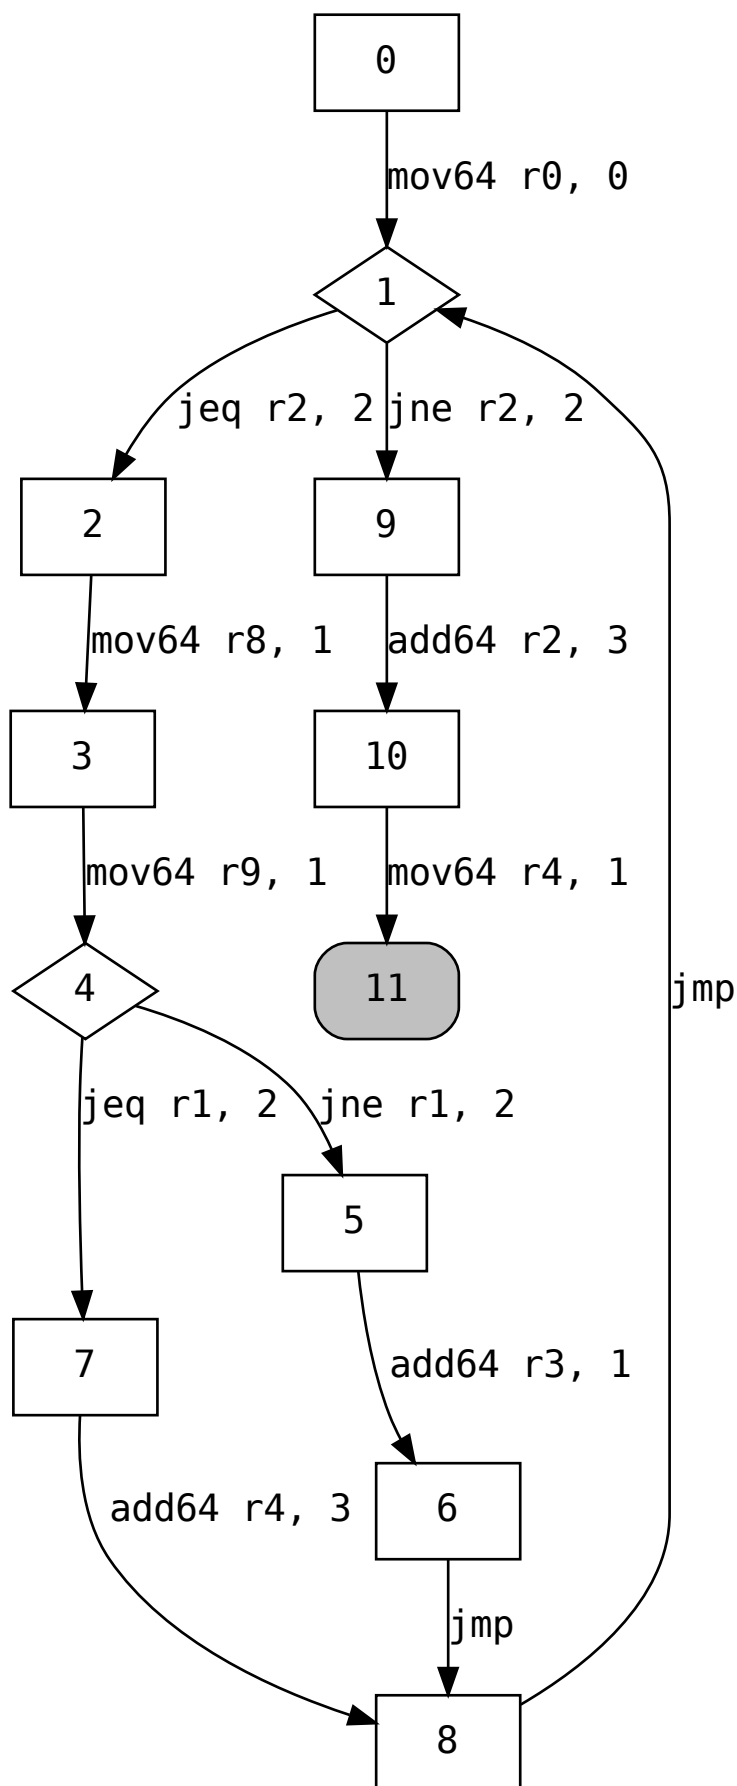 0
mov64 r0, 0
1
jeq r2, 2
jne r2, 2
2
9
mov64 r8, 1
add64 r2, 3
3
10
mov64 r9, 1
mov64 r4, 1
4
11
jmp
jeq r1, 2
jne r1, 2
5
7
add64 r3, 1
add64 r4, 3
6
jmp
8